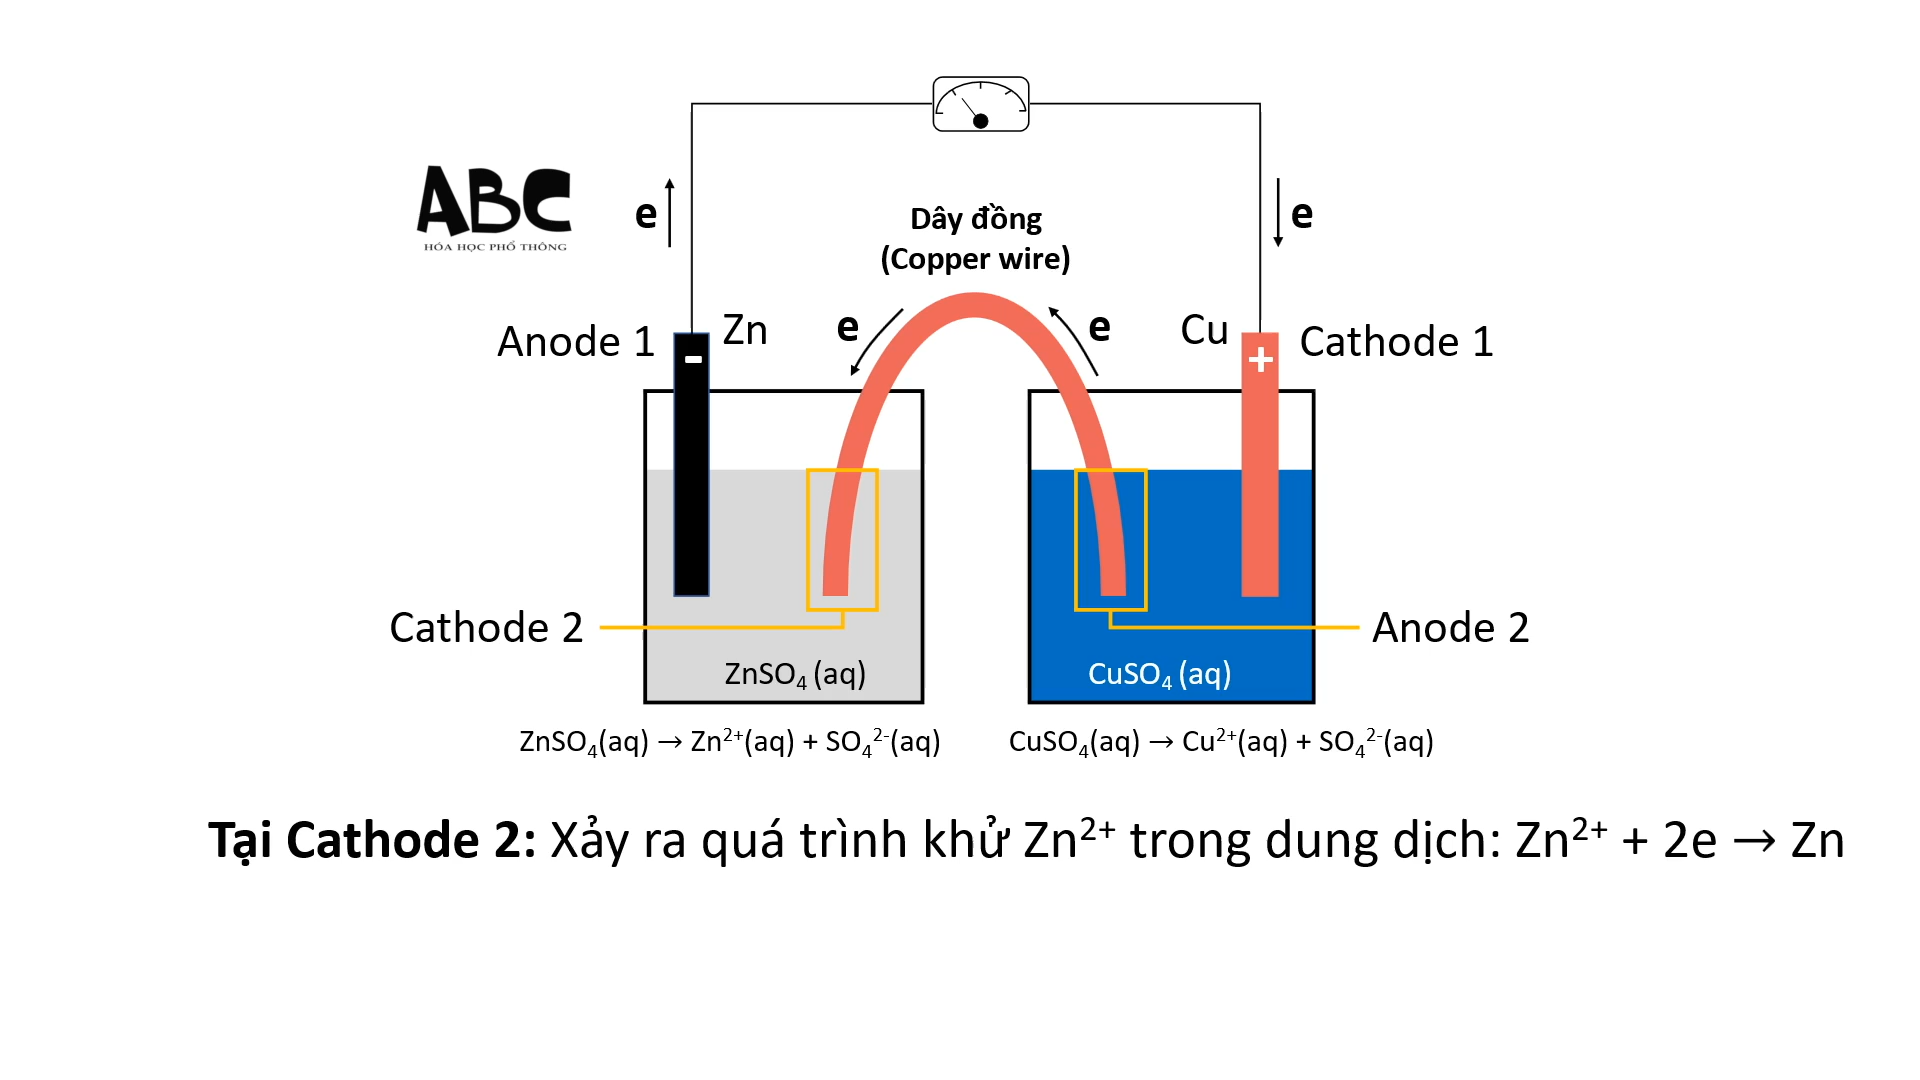 ABC
HÓA HỌC PHỔ THÔNG
e
e
Dây đồng
(Copper wire)
e
e
Anode 1
Zn
Cu
Cathode 1
-
+
Cathode 2
Anode 2
ZnSO₄ (aq)
CuSO₄ (aq)
ZnSO₄(aq) → Zn²⁺(aq) + SO₄²⁻(aq)
CuSO₄(aq) → Cu²⁺(aq) + SO₄²⁻(aq)
Tại Cathode 2: Xảy ra quá trình khử Zn²⁺ trong dung dịch: Zn²⁺ + 2e → Zn